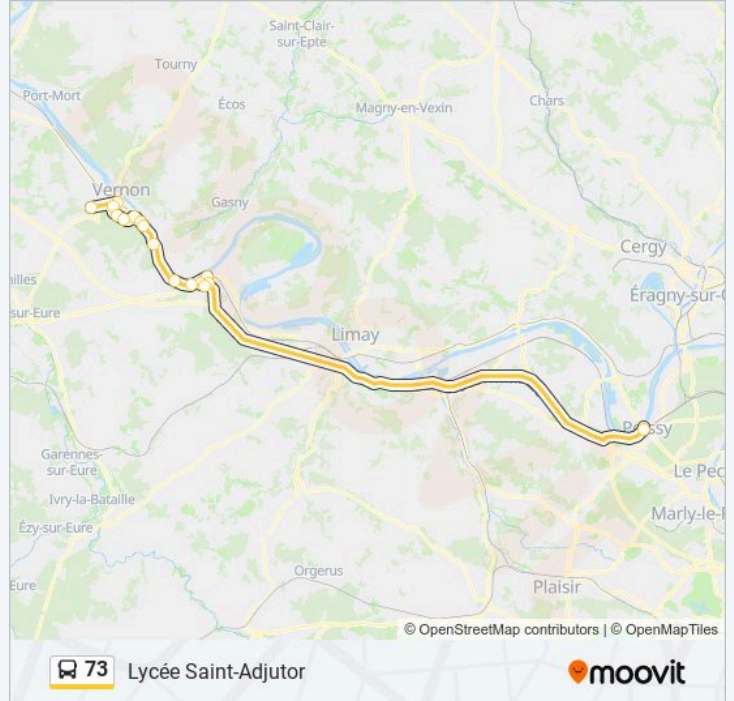 Saint-Clair-
sur-Epte
Tourny
Port-Mort
Écos
Magny-en-Vexin
Chars
Vernon
Gasny
Cergy
illes
Éragny-sur-O
sur-Eure
Limay
Poissy
Garennes-
sur-Eure
Le Pec
Ivry-la-Bataille
Marly-le-R
Ézy-sur-Eure
Orgerus
Eure
Plaisir
© OpenStreetMap contributors | © OpenMapTiles
73 Lycée Saint-Adjutor
moovit